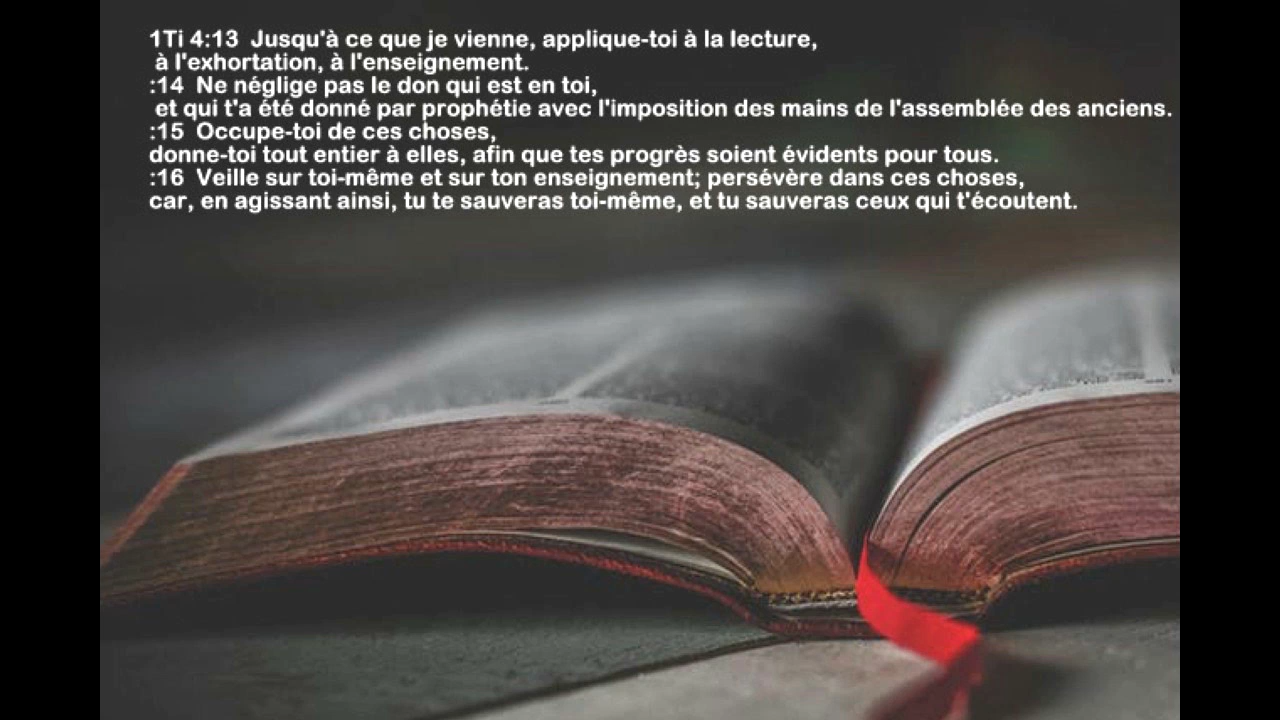 1Ti 4:13 Jusqu'à ce que je vienne, applique-toi à la lecture,
à l'exhortation, à l'enseignement.
:14 Ne néglige pas le don qui est en toi,
et qui t'a été donné par prophétie avec l'imposition des mains de l'assemblée des anciens.
:15 Occupe-toi de ces choses,
donne-toi tout entier à elles, afin que tes progrès soient évidents pour tous.
:16 Veille sur toi-même et sur ton enseignement; persévère dans ces choses,
car, en agissant ainsi, tu te sauveras toi-même, et tu sauveras ceux qui t'écoutent.